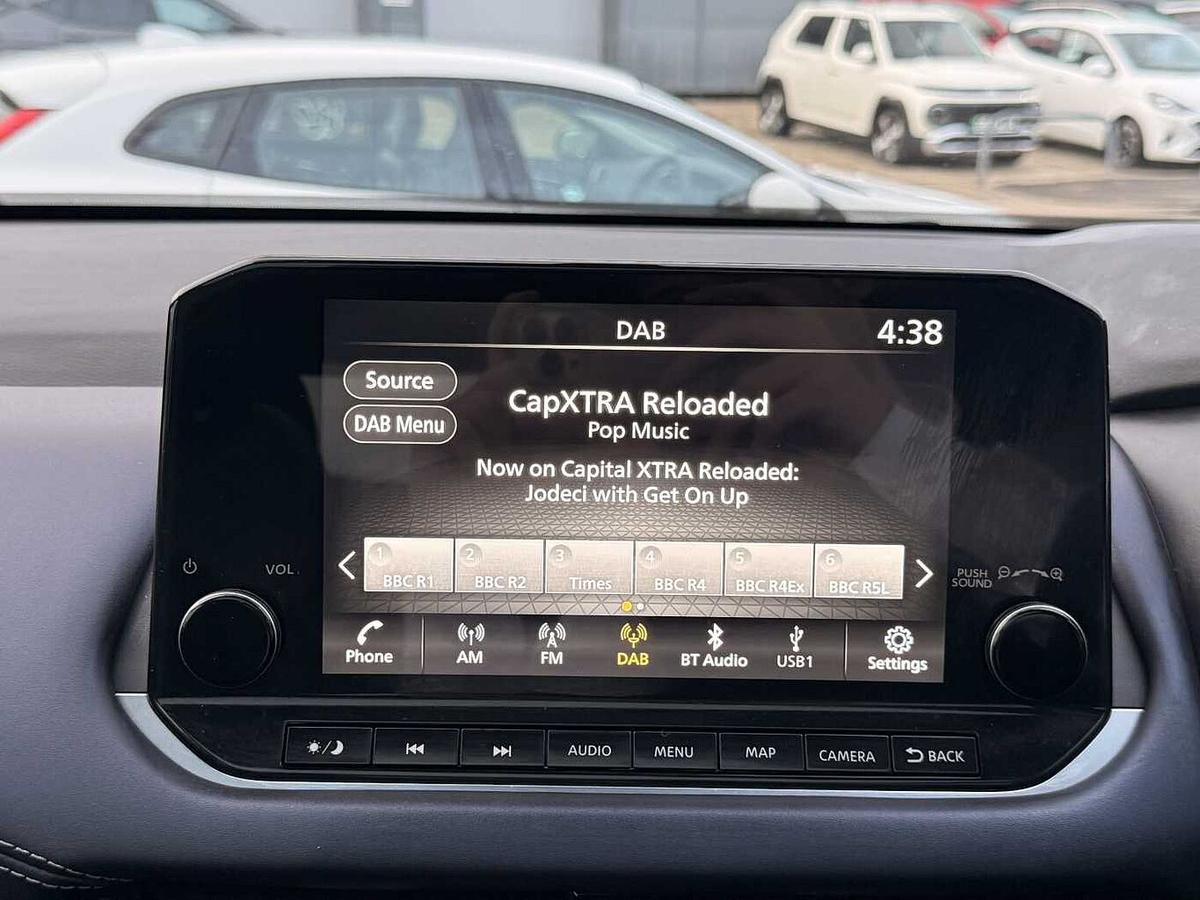 DAB
4:38
Source
CapXTRA Reloaded
DAB Menu
Pop Music
Now on Capital XTRA Reloaded:
Jodeci with Get On Up
1 2 3 4 5 6
BBC R1 BBC R2 Times BBC R4 BBC R4Ex BBC R5L
VOL
PUSH
SOUND
Phone AM FM DAB BT Audio USB1 Settings
AUDIO MENU MAP CAMERA BACK